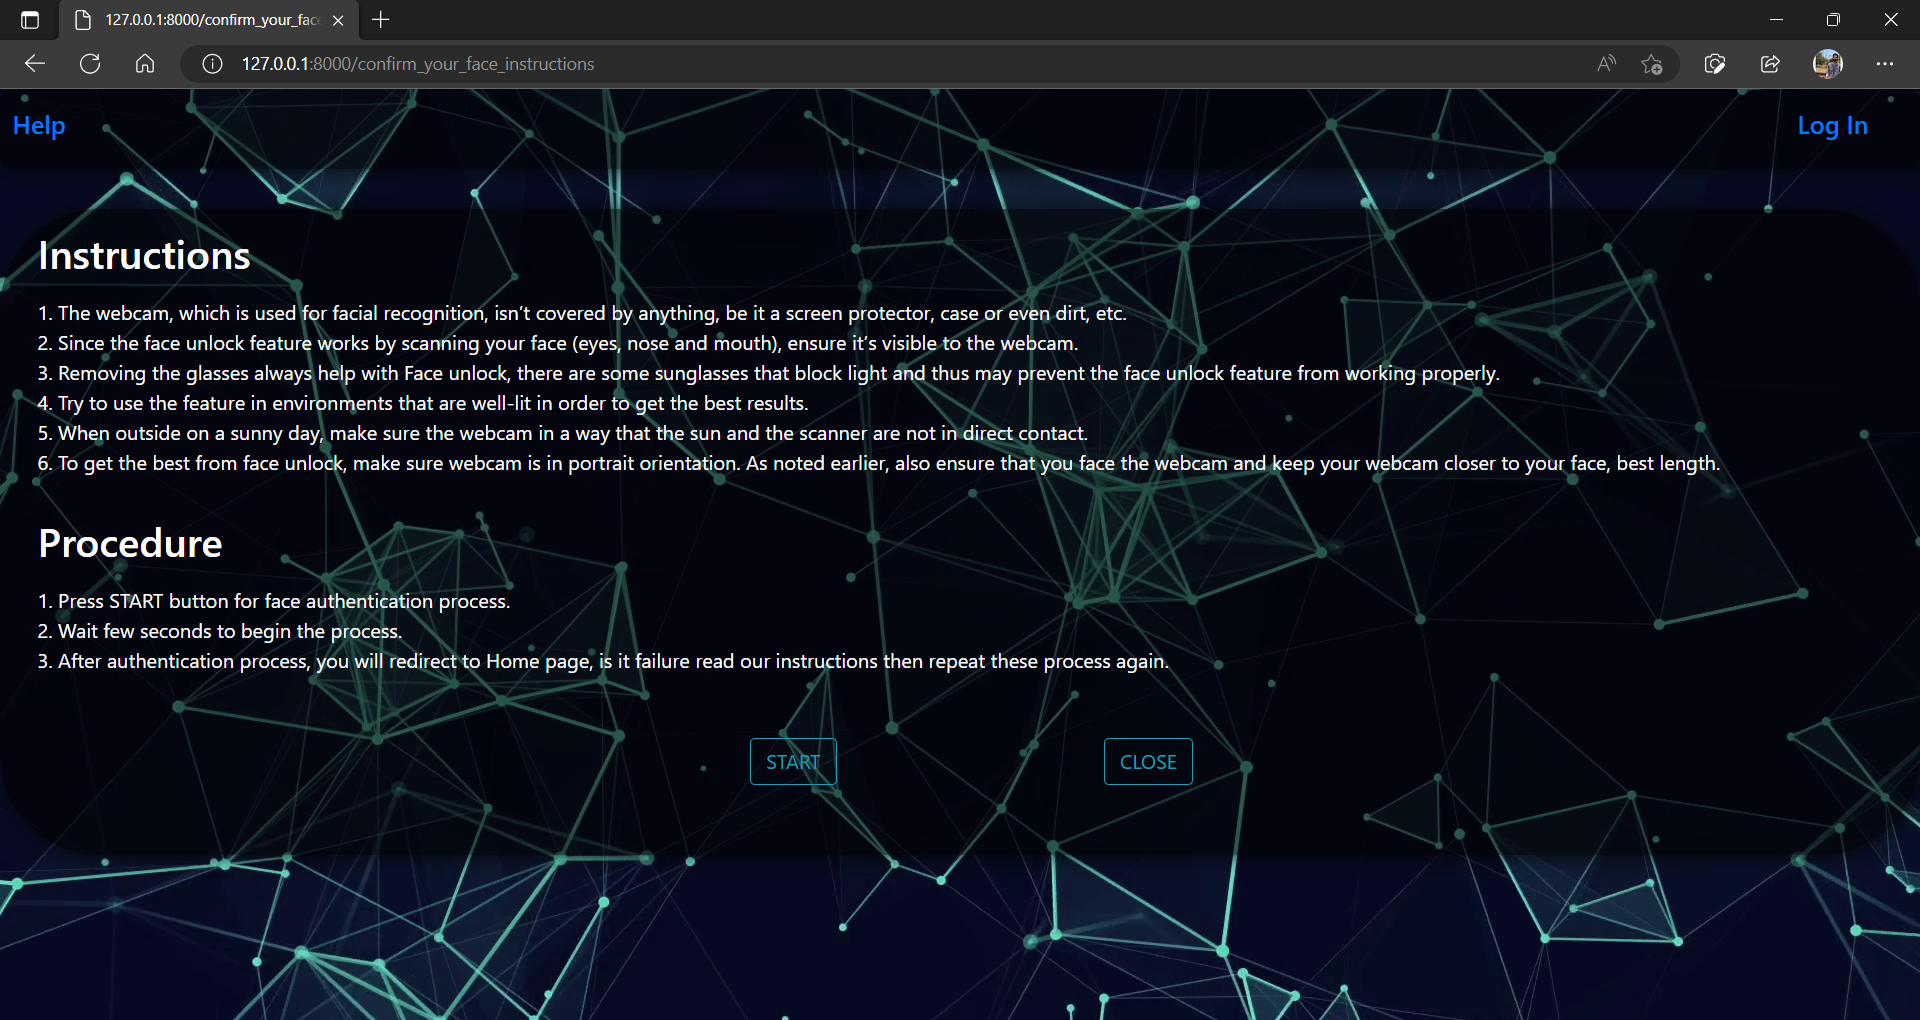 127.0.0.1:8000/confirm_your_fac
127.0.0.1:8000/confirm_your_face_instructions
Help
Log In
Instructions
1. The webcam, which is used for facial recognition, isn’t covered by anything, be it a screen protector, case or even dirt, etc.
2. Since the face unlock feature works by scanning your face (eyes, nose and mouth), ensure it’s visible to the webcam.
3. Removing the glasses always help with Face unlock, there are some sunglasses that block light and thus may prevent the face unlock feature from working properly.
4. Try to use the feature in environments that are well-lit in order to get the best results.
5. When outside on a sunny day, make sure the webcam in a way that the sun and the scanner are not in direct contact.
6. To get the best from face unlock, make sure webcam is in portrait orientation. As noted earlier, also ensure that you face the webcam and keep your webcam closer to your face, best length.
Procedure
1. Press START button for face authentication process.
2. Wait few seconds to begin the process.
3. After authentication process, you will redirect to Home page, is it failure read our instructions then repeat these process again.
START
CLOSE